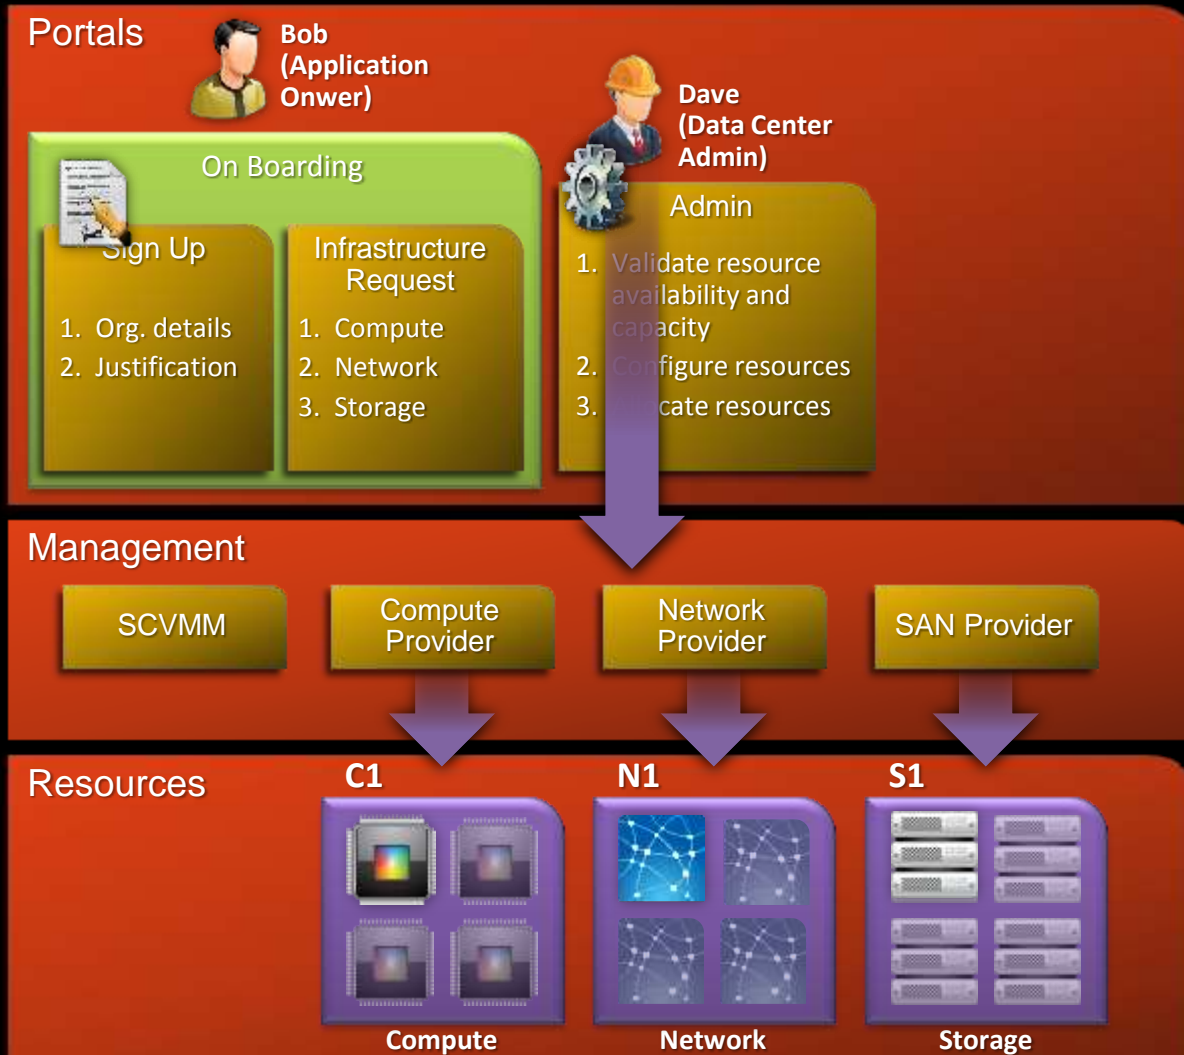 Portals
Bob
(Application
Onwer)
Dave
(Data Center
Admin)
On Boarding
Sign Up
1. Org. details
2. Justification
Infrastructure
Request
1. Compute
2. Network
3. Storage
Admin
1. Validate resource
availability and
capacity
2. Configure resources
3. Allocate resources
Management
SCVMM
Compute
Provider
Network
Provider
SAN Provider
Resources
C1
N1
S1
Compute
Network
Storage